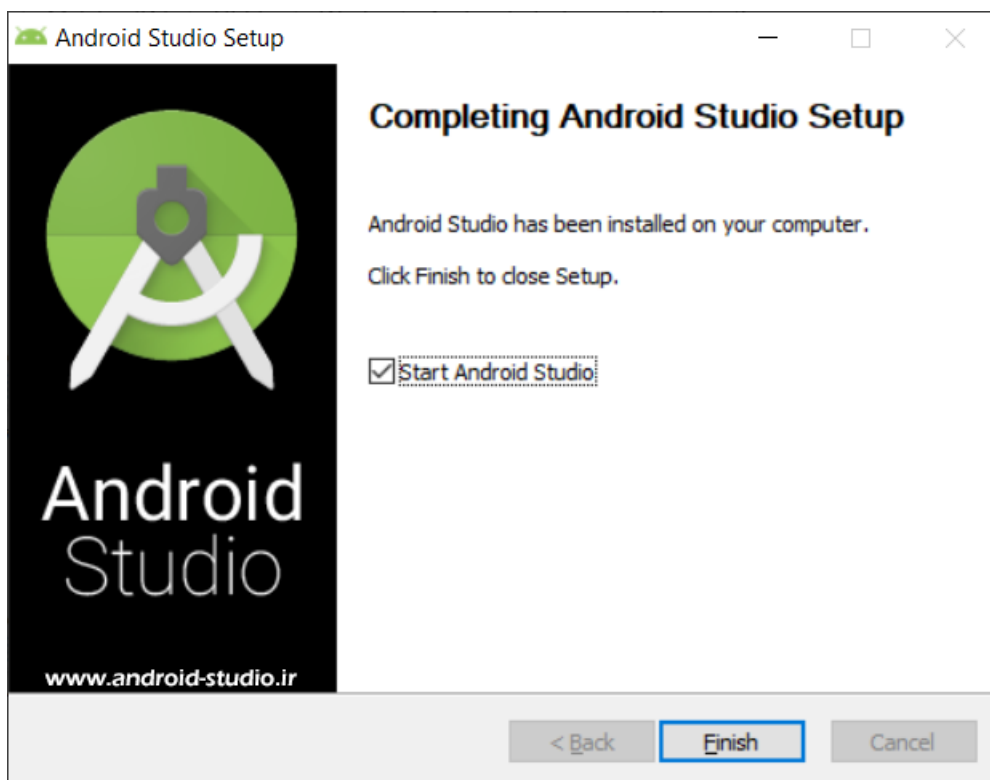 Android Studio Setup
Completing Android Studio Setup
Android Studio has been installed on your computer.
Click Finish to close Setup.
Start Android Studio
Android
Studio
www.android-studio.ir
< Back
Finish
Cancel